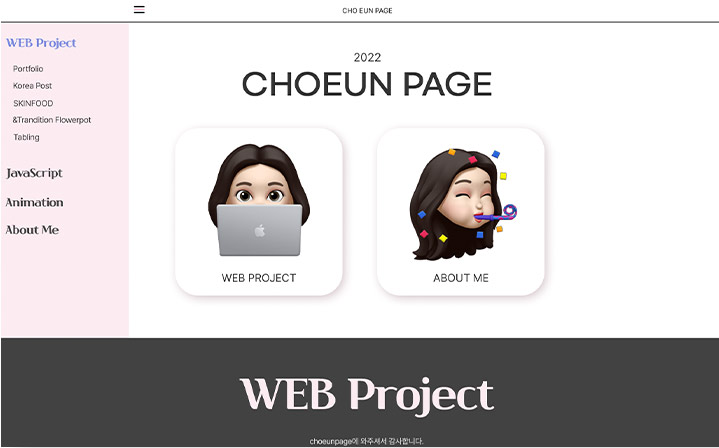 CHO EUN PAGE
WEB Project
Portfolio
Korea Post
SKINFOOD
&Trandition Flowerpot
Tabling
JavaScript
Animation
About Me
2022
CHOEUN PAGE
WEB PROJECT
ABOUT ME
WEB Project
choeunpage에 와주셔서 감사합니다.